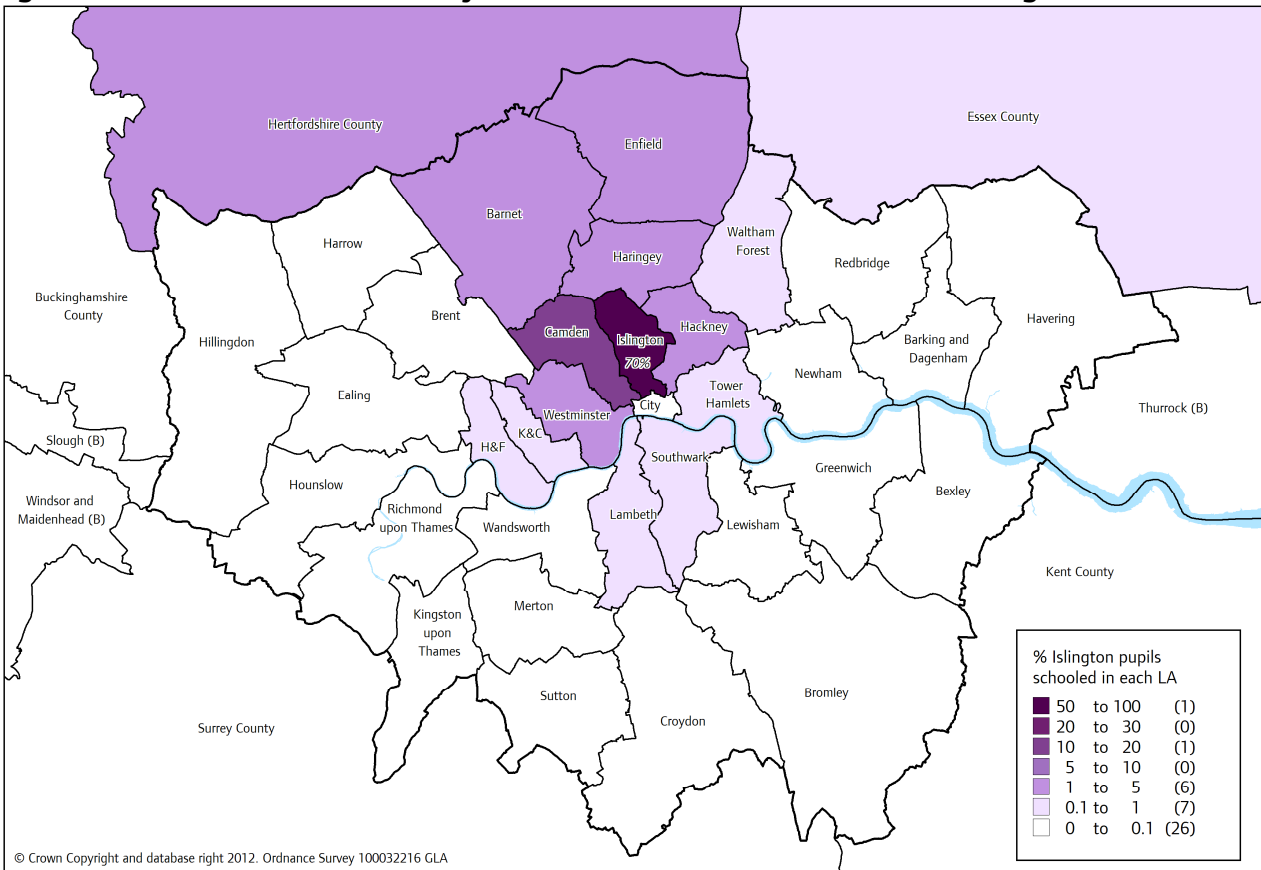 Hertfordshire County
Essex County
Enfield
Barnet
Waltham
Forest
Harrow
Haringey
Redbridge
Buckinghamshire
County
Brent
Hackney
Havering
Camden
Islington
70%
Hillingdon
Barking and
Dagenham
Newham
Ealing
Tower
Hamlets
City
Thurrock (B)
Westminster
K&C
H&F
Slough (B)
Southwark
Greenwich
Hounslow
Bexley
Windsor and
Maidenhead (B)
Richmond
upon Thames
Lambeth
Wandsworth
Lewisham
Kent County
Merton
Kingston
upon
Thames
Sutton
Bromley
Croydon
Surrey County
% Islington pupils
schooled in each LA
50 to 100 (1)
20 to 30 (0)
10 to 20 (1)
5 to 10 (0)
1 to 5 (6)
0.1 to 1 (7)
0 to 0.1 (26)
© Crown Copyright and database right 2012. Ordnance Survey 100032216 GLA